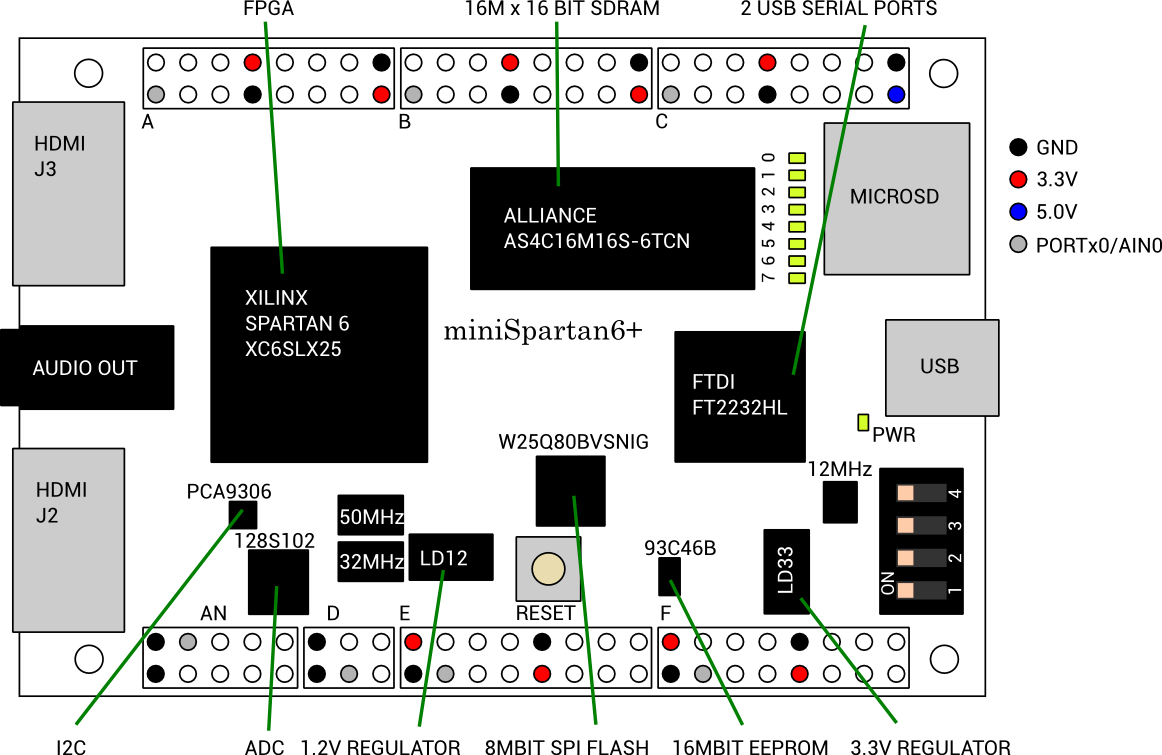 FPGA
16M x 16 BIT SDRAM
2 USB SERIAL PORTS
A
B
C
HDMI
J3
GND
3.3V
5.0V
PORTx0/AIN0
ALLIANCE
AS4C16M16S-6TCN
0
1
2
3
4
5
6
7
MICROSD
XILINX
SPARTAN 6
XC6SLX25
miniSpartan6+
AUDIO OUT
FTDI
FT2232HL
USB
PWR
W25Q80BVSNIG
12MHz
HDMI
J2
PCA9306
128S102
50MHz
32MHz
LD12
93C46B
LD33
4
3
2
1
ON
RESET
AN
D
E
F
I2C
ADC
1.2V REGULATOR
8MBIT SPI FLASH
16MBIT EEPROM
3.3V REGULATOR